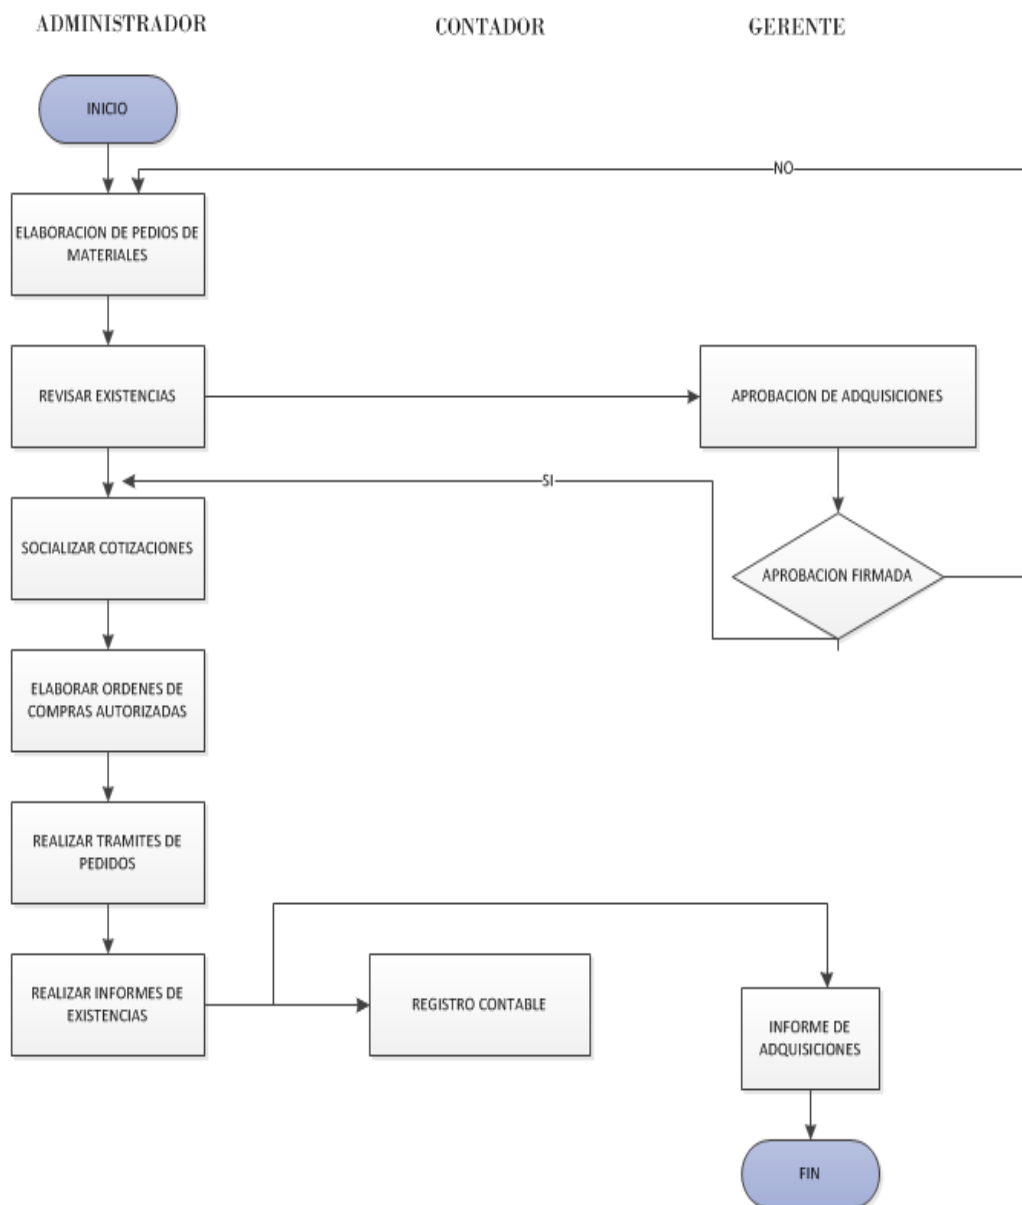 ADMINISTRADOR CONTADOR GERENTE
INICIO
NO
ELABORACION DE PEDIOS DE
MATERIALES
REVISAR EXISTENCIAS
APROBACION DE ADQUISICIONES
SI
SOCIALIZAR COTIZACIONES
APROBACION FIRMADA
ELABORAR ORDENES DE
COMPRAS AUTORIZADAS
REALIZAR TRAMITES DE
PEDIDOS
REALIZAR INFORMES DE
EXISTENCIAS
REGISTRO CONTABLE
INFORME DE
ADQUISICIONES
FIN